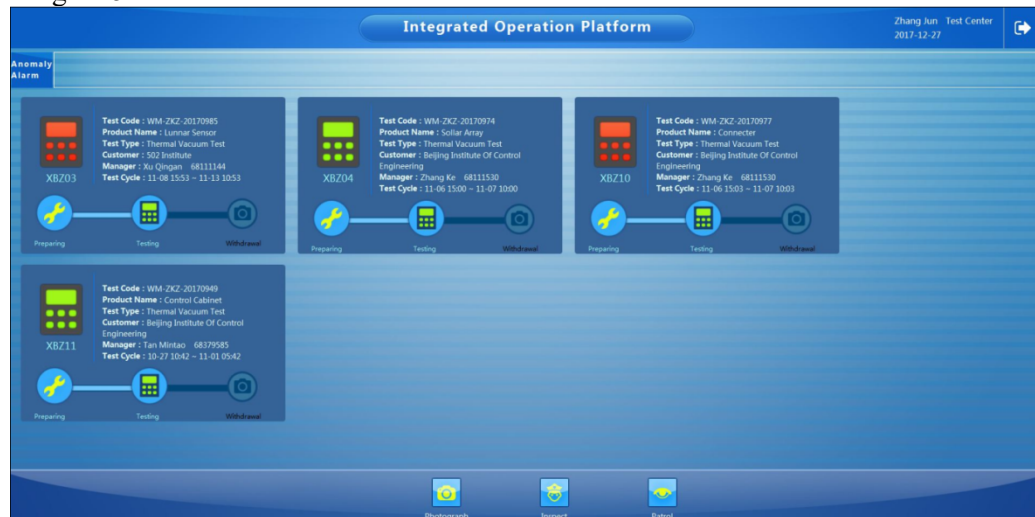 Integrated Operation Platform
Zhang Jun Test Center
2017-12-27
Anomaly
Alarm
XBZ03
Test Code : WM-ZKZ-20170985
Product Name : Lunnar Sensor
Test Type : Thermal Vacuum Test
Customer : 502 Institute
Manager : Xu Qingan 68111144
Test Cycle : 11-08 15:53 ~ 11-13 10:53
Preparing Testing Withdrawal
XBZ04
Test Code : WM-ZKZ-20170974
Product Name : Sollar Array
Test Type : Thermal Vacuum Test
Customer : Beijing Institute Of Control
Engineering
Manager : Zhang Ke 68111530
Test Cycle : 11-06 15:00 ~ 11-07 10:00
Preparing Testing Withdrawal
XBZ10
Test Code : WM-ZKZ-20170977
Product Name : Connecter
Test Type : Thermal Vacuum Test
Customer : Beijing Institute Of Control
Engineering
Manager : Zhang Ke 68111530
Test Cycle : 11-06 15:03 ~ 11-07 10:03
Preparing Testing Withdrawal
XBZ11
Test Code : WM-ZKZ-20170949
Product Name : Control Cabinet
Test Type : Thermal Vacuum Test
Customer : Beijing Institute Of Control
Engineering
Manager : Tan Mintao 68379585
Test Cycle : 10-27 10:42 ~ 11-01 05:42
Preparing Testing Withdrawal
Photograph Inspect Patrol